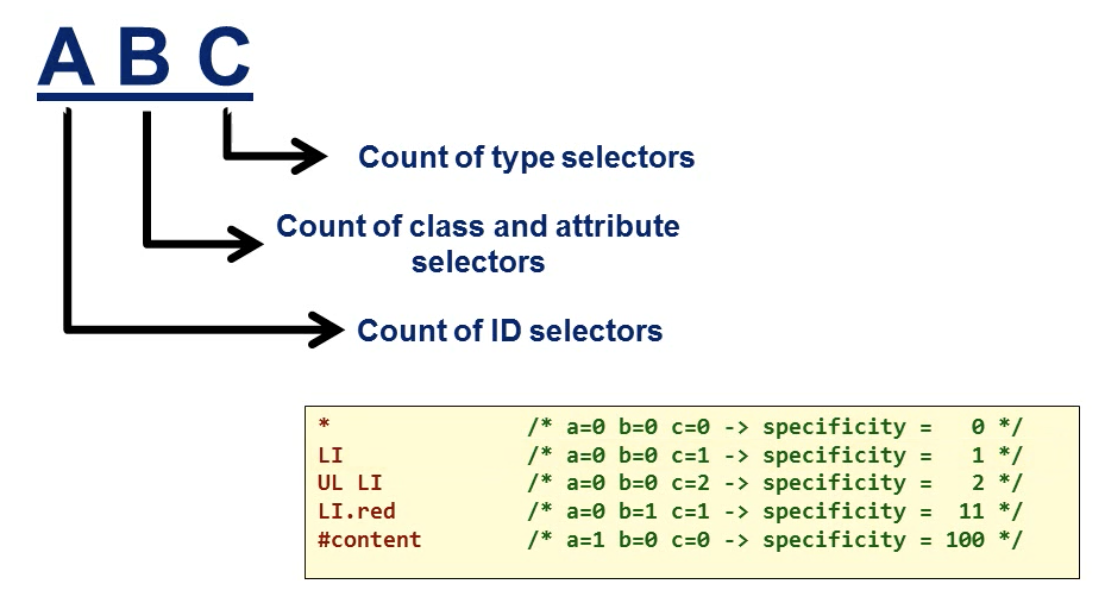 A B C
Count of type selectors
Count of class and attribute
selectors
Count of ID selectors
* /* a=0 b=0 c=0 -> specificity = 0 */
LI /* a=0 b=0 c=1 -> specificity = 1 */
UL LI /* a=0 b=0 c=2 -> specificity = 2 */
LI.red /* a=0 b=1 c=1 -> specificity = 11 */
#content /* a=1 b=0 c=0 -> specificity = 100 */